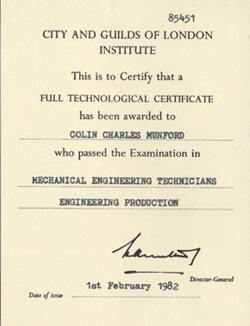 85451
CITY AND GUILDS OF LONDON
INSTITUTE
This is to Certify that a
FULL TECHNOLOGICAL CERTIFICATE
has been awarded to
COLIN CHARLES MUNFORD
who passed the Examination in
MECHANICAL ENGINEERING TECHNICIANS
ENGINEERING PRODUCTION
Director-General
1st February 1982
Date of issue